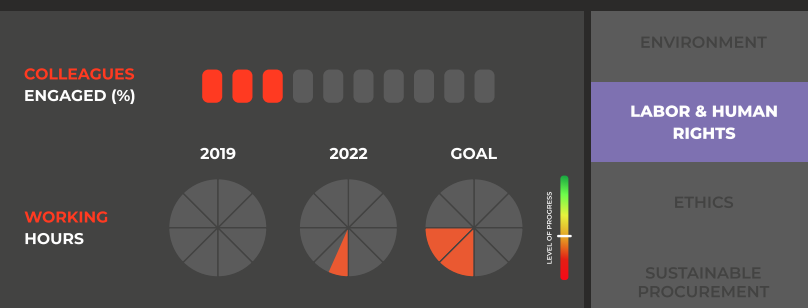 COLLEAGUES
ENGAGED (%)
2019
2022
GOAL
WORKING
HOURS
LEVEL OF PROGRESS
ENVIRONMENT
LABOR & HUMAN
RIGHTS
ETHICS
SUSTAINABLE
PROCUREMENT